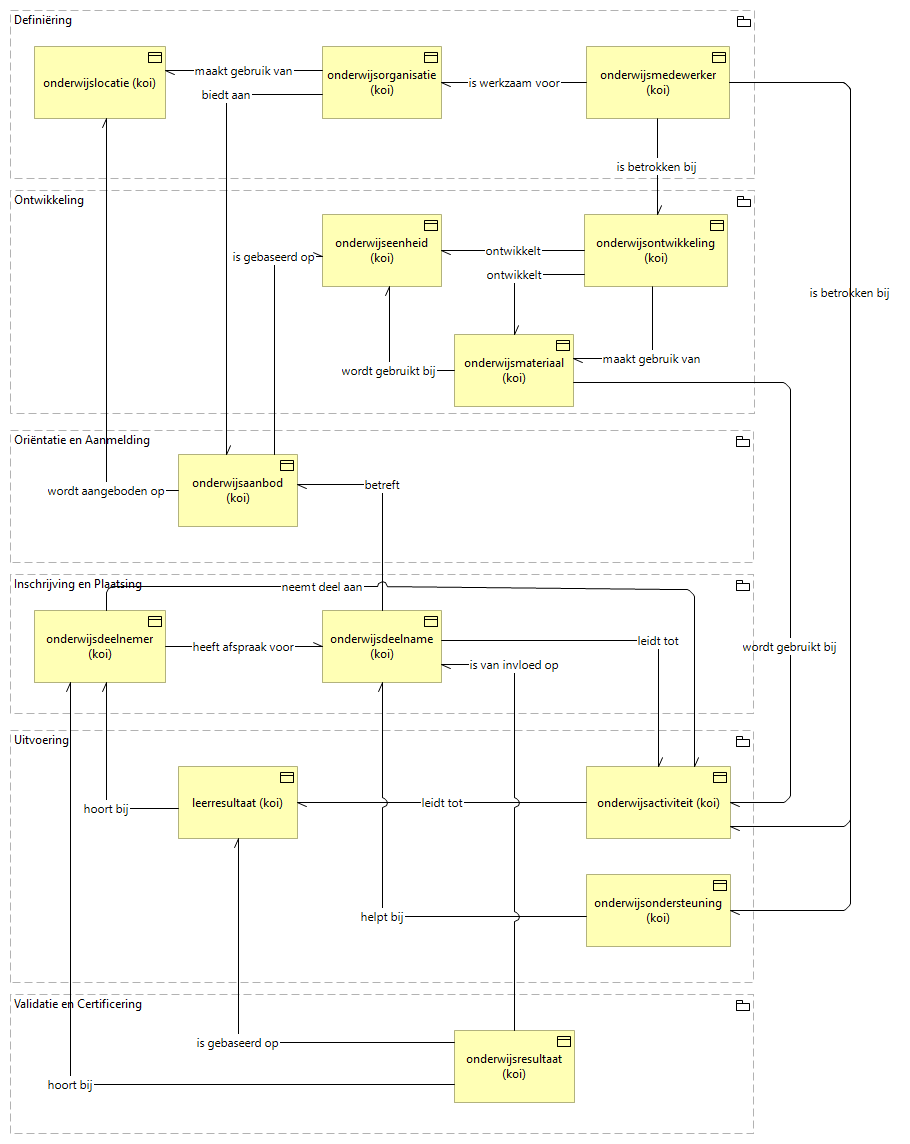 Definiëring
onderwijslocatie (koi)
maakt gebruik van
onderwijsorganisatie
(koi)
is werkzaam voor
onderwijsmedewerker
(koi)
biedt aan
is betrokken bij
Ontwikkeling
is gebaseerd op
onderwijseenheid
(koi)
ontwikkelt
onderwijsontwikkeling
(koi)
ontwikkelt
is betrokken bij
wordt gebruikt bij
onderwijsmateriaal
(koi)
maakt gebruik van
Oriëntatie en Aanmelding
wordt aangeboden op
onderwijsaanbod
(koi)
betreft
Inschrijving en Plaatsing
neemt deel aan
onderwijsdeelnemer
(koi)
heeft afspraak voor
onderwijsdeelname
(koi)
leidt tot
wordt gebruikt bij
is van invloed op
Uitvoering
hoort bij
leerresultaat (koi)
leidt tot
onderwijsactiviteit (koi)
helpt bij
onderwijsondersteuning
(koi)
Validatie en Certificering
is gebaseerd op
onderwijsresultaat
(koi)
hoort bij